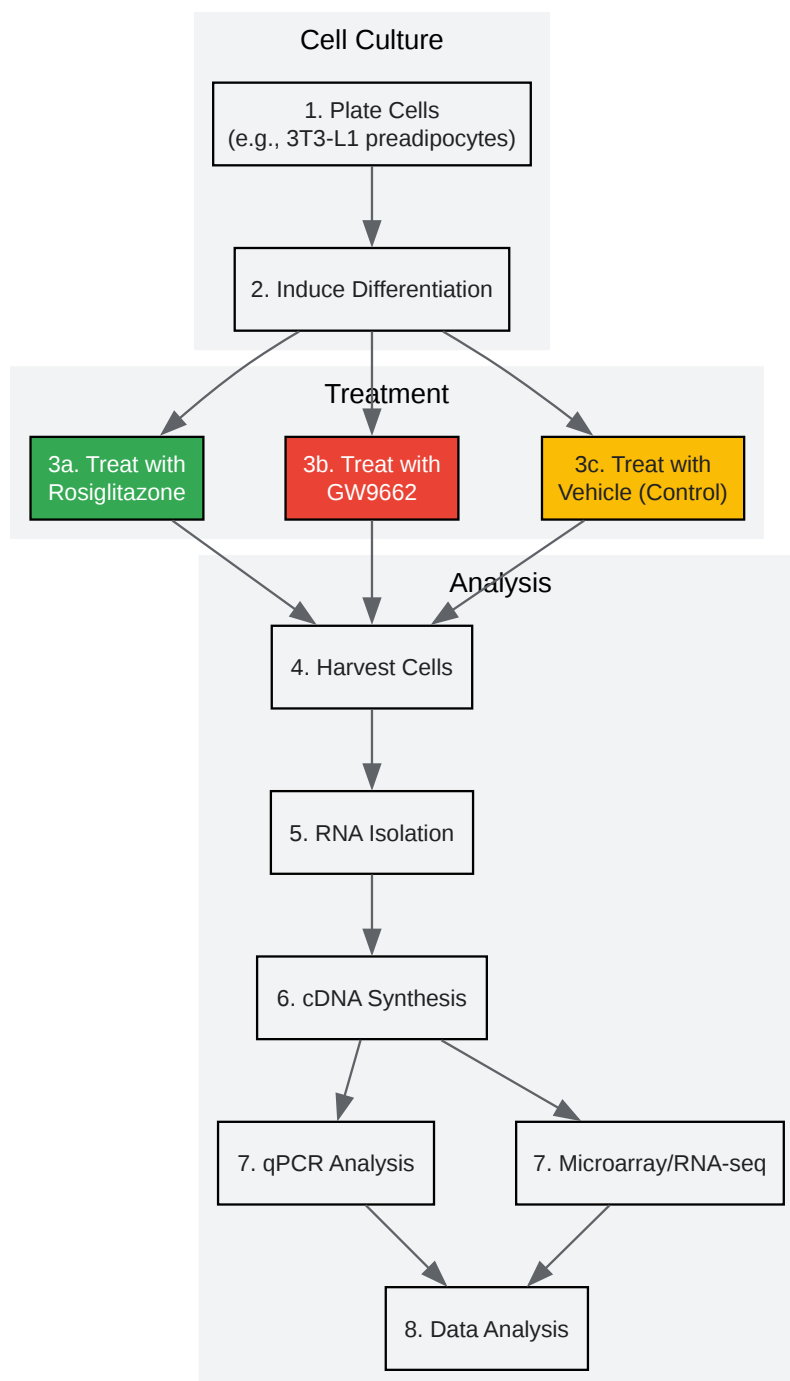 Cell Culture
1. Plate Cells
(e.g., 3T3-L1 preadipocytes)
2. Induce Differentiation
Treatment
3a. Treat with
Rosiglitazone
3b. Treat with
GW9662
3c. Treat with
Vehicle (Control)
Analysis
4. Harvest Cells
5. RNA Isolation
6. cDNA Synthesis
7. qPCR Analysis
7. Microarray/RNA-seq
8. Data Analysis